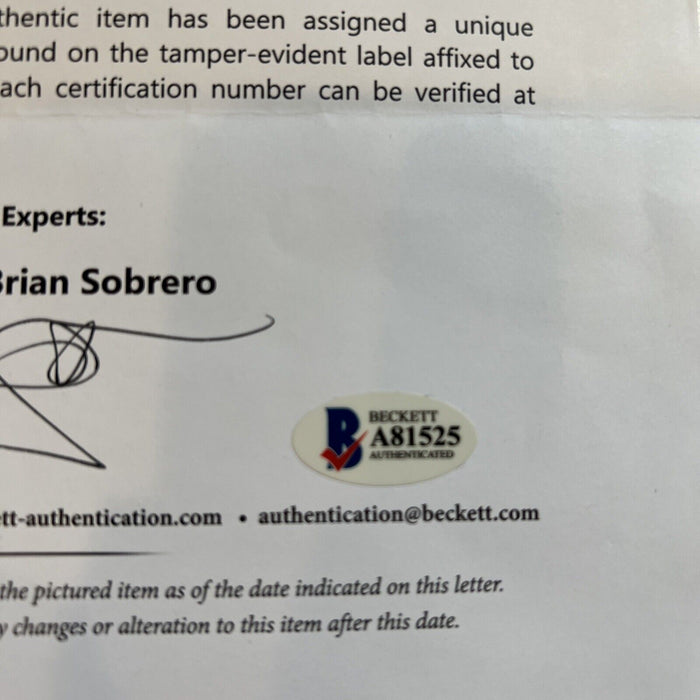 thentic item has been assigned a unique
ound on the tamper-evident label affixed to
ach certification number can be verified at
Experts:
Brian Sobrero
BECKETT
A81525
AUTHENTICATED
tt-authentication.com • authentication@beckett.com
the pictured item as of the date indicated on this letter.
y changes or alteration to this item after this date.